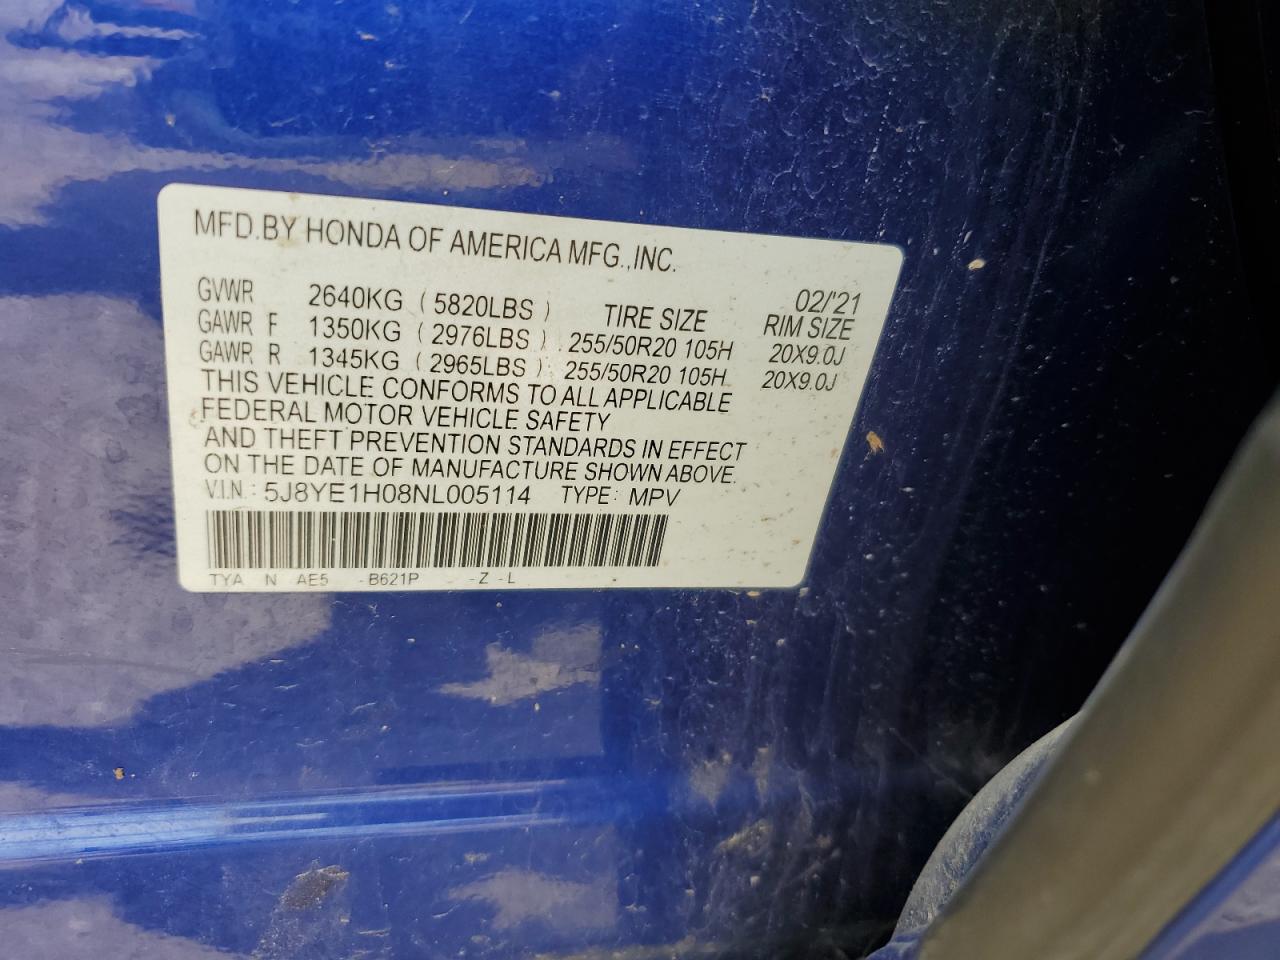 MFD.BY HONDA OF AMERICA MFG.,INC.
02/'21
GVWR 2640KG (5820LBS) TIRE SIZE RIM SIZE
GAWR F 1350KG (2976LBS) 255/50R20 105H 20X9.0J
GAWR R 1345KG (2965LBS) 255/50R20 105H 20X9.0J
THIS VEHICLE CONFORMS TO ALL APPLICABLE
FEDERAL MOTOR VEHICLE SAFETY
AND THEFT PREVENTION STANDARDS IN EFFECT
ON THE DATE OF MANUFACTURE SHOWN ABOVE.
V.I.N.: 5J8YE1H08NL005114 TYPE: MPV
TYA N AE5 -B621P -Z -L